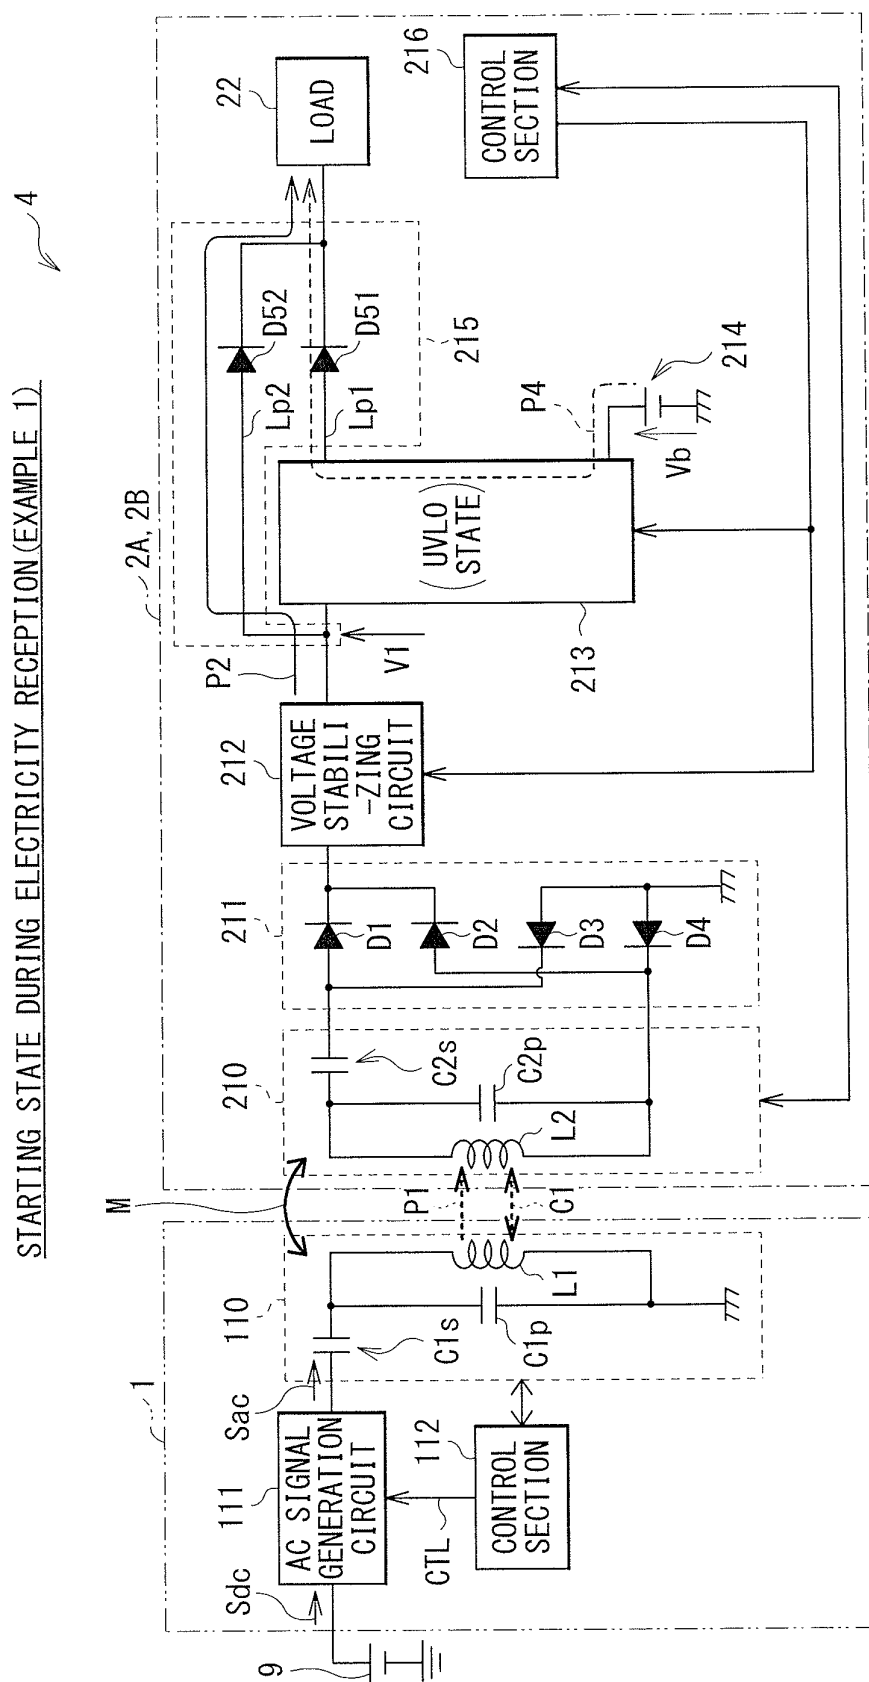 STARTING STATE DURING ELECTRICITY RECEPTION(EXAMPLE 1)
4
1
2A, 2B
M
9
Sdc
111
AC SIGNAL
GENERATION
CIRCUIT
Sac
CTL
112
CONTROL
SECTION
110
C1s
C1p
L1
P1
C1
210
C2s
C2p
L2
211
D1
D2
D3
D4
212
VOLTAGE
STABILI
-ZING
CIRCUIT
P2
V1
213
(UVLO
STATE)
Lp2
Lp1
D52
D51
215
P4
Vb
214
22
LOAD
216
CONTROL
SECTION